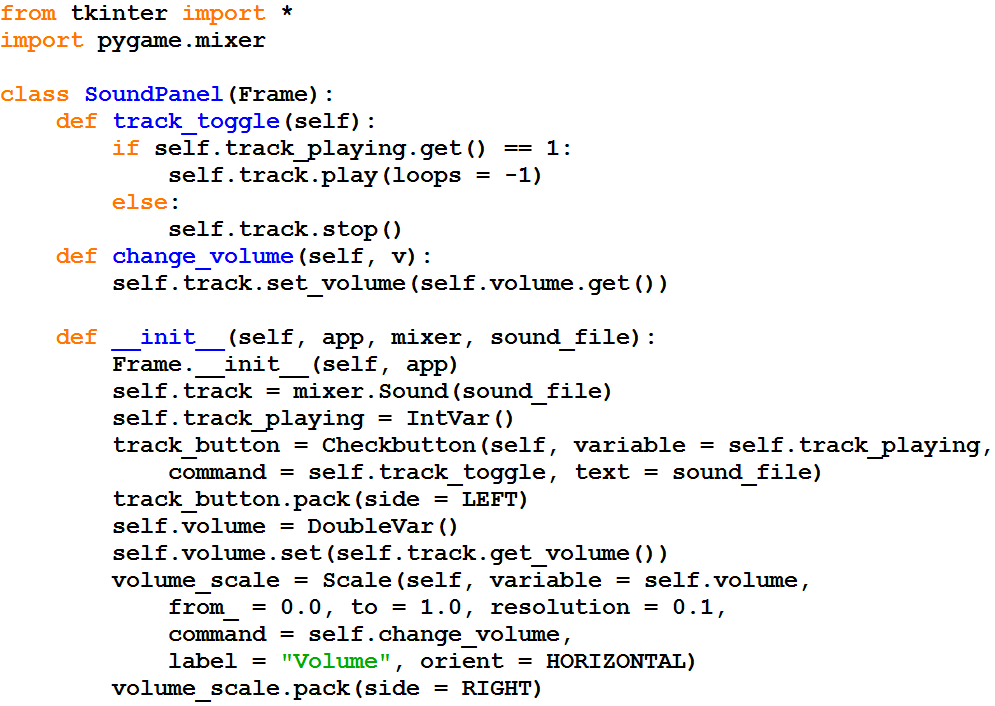 from tkinter import *
import pygame.mixer

class SoundPanel(Frame):
    def track_toggle(self):
        if self.track_playing.get() == 1:
            self.track.play(loops = -1)
        else:
            self.track.stop()
    def change_volume(self, v):
        self.track.set_volume(self.volume.get())

    def __init__(self, app, mixer, sound_file):
        Frame.__init__(self, app)
        self.track = mixer.Sound(sound_file)
        self.track_playing = IntVar()
        track_button = Checkbutton(self, variable = self.track_playing,
            command = self.track_toggle, text = sound_file)
        track_button.pack(side = LEFT)
        self.volume = DoubleVar()
        self.volume.set(self.track.get_volume())
        volume_scale = Scale(self, variable = self.volume,
            from_ = 0.0, to = 1.0, resolution = 0.1,
            command = self.change_volume,
            label = "Volume", orient = HORIZONTAL)
        volume_scale.pack(side = RIGHT)